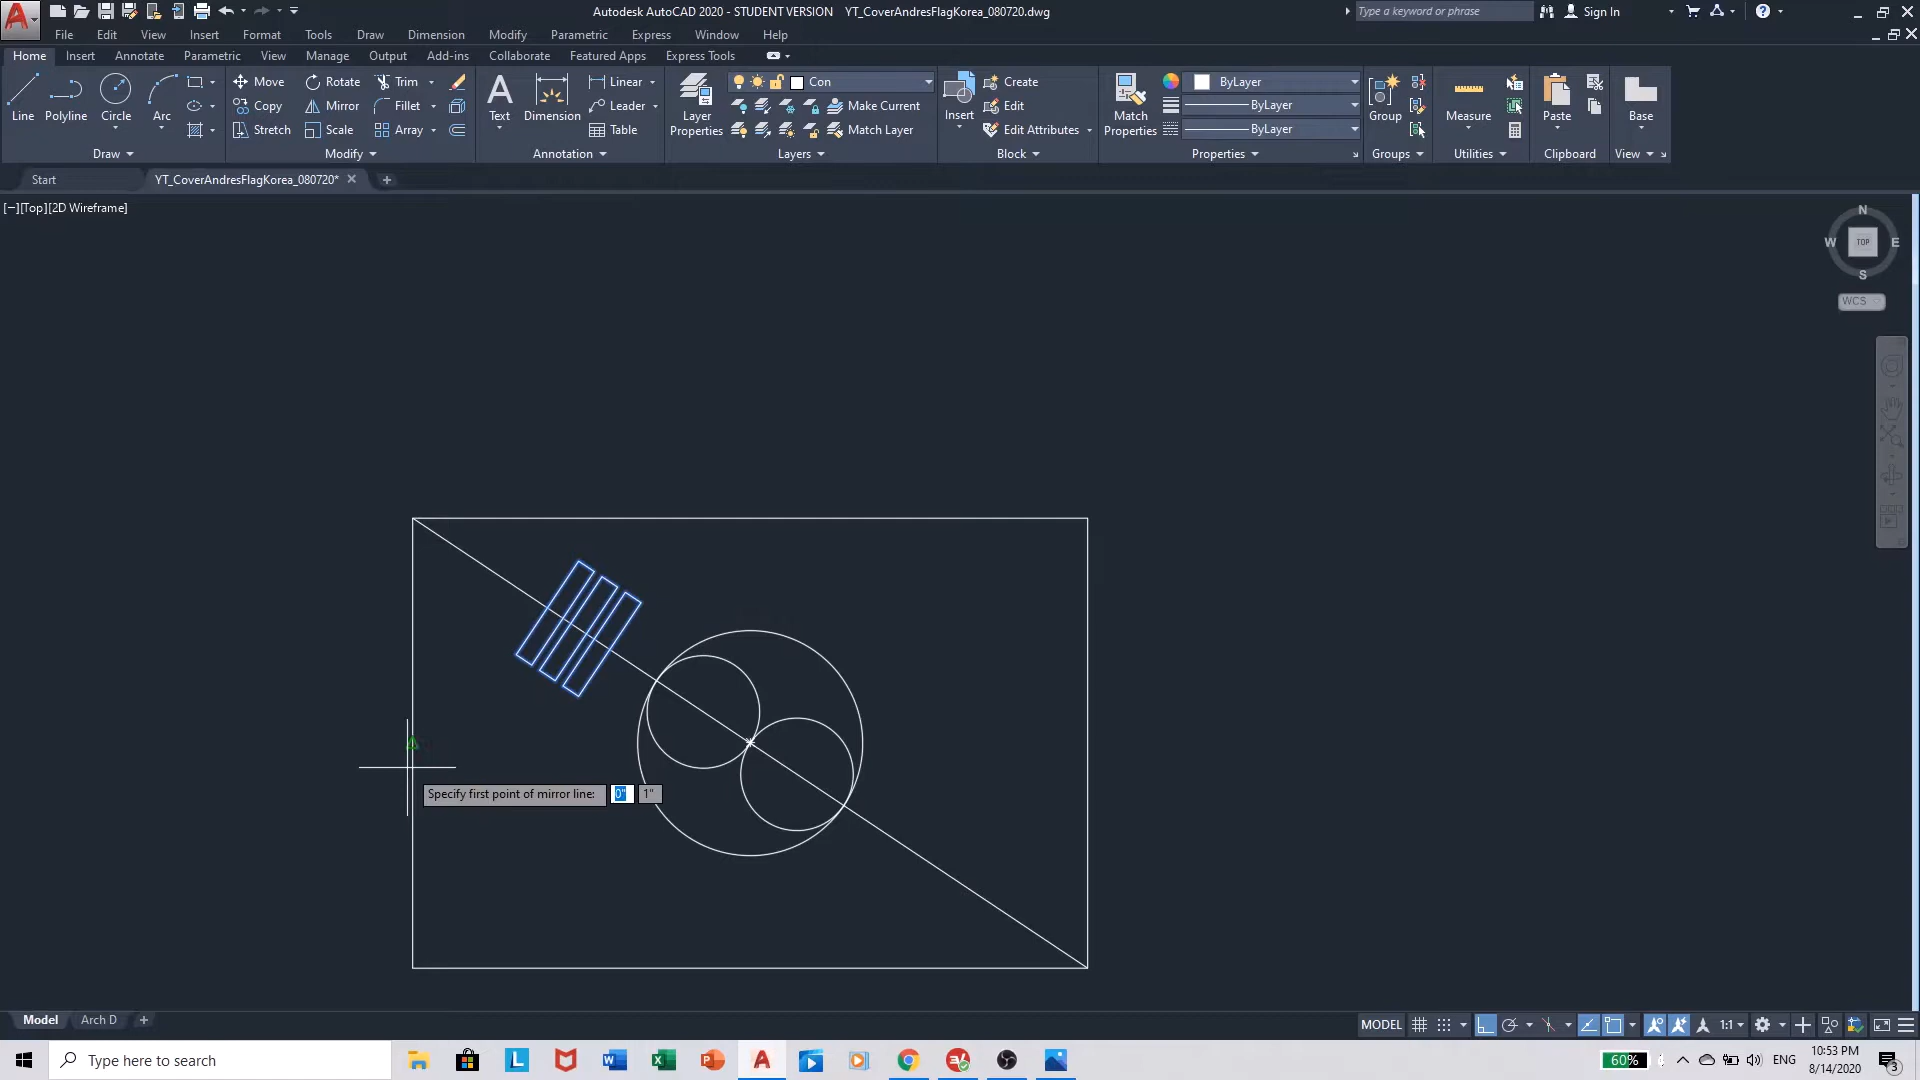 Autodesk AutoCAD 2020 - STUDENT VERSION YT_CoverAndresFlagKorea_080720.dwg
Type a keyword or phrase
Sign In
File Edit View Insert Format Tools Draw Dimension Modify Parametric Express Window Help
Home Insert Annotate Parametric View Manage Output Add-ins Collaborate Featured Apps Express Tools
Line Polyline Circle Arc
Draw
Move Rotate Trim
Copy Mirror Fillet
Stretch Scale Array
Modify
Text Dimension
Linear
Leader
Table
Annotation
Layer Properties
Con
Make Current
Match Layer
Layers
Insert
Create
Edit
Edit Attributes
Block
Match Properties
ByLayer
ByLayer
ByLayer
Properties
Group
Groups
Measure
Utilities
Paste
Clipboard
Base
View
Start
YT_CoverAndresFlagKorea_080720*
[−][Top][2D Wireframe]
N
W TOP E
S
WCS
Specify first point of mirror line: 0" 1"
Model Arch D
MODEL
1:1
Type here to search
60%
ENG
10:53 PM
8/14/2020
3